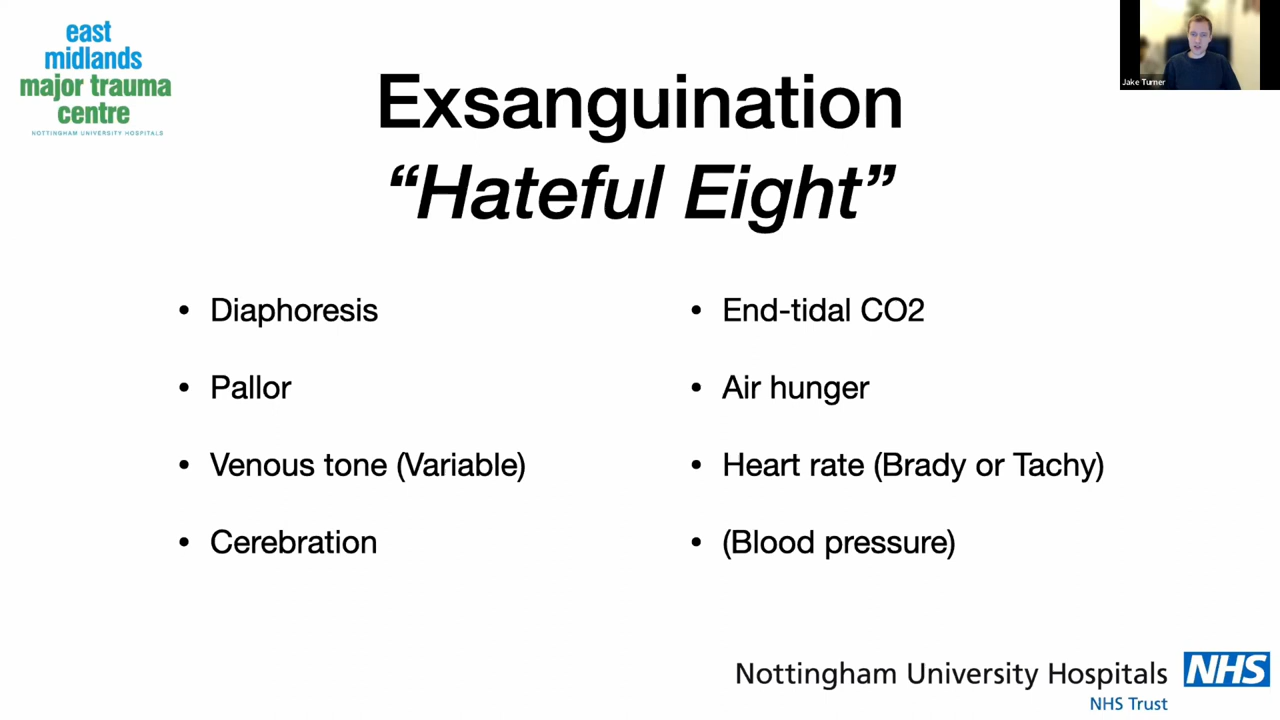 east
midlands
major trauma
centre
NOTTINGHAM UNIVERSITY HOSPITALS
Jake Turner
Exsanguination
“Hateful Eight”
• Diaphoresis
• Pallor
• Venous tone (Variable)
• Cerebration
• End-tidal CO2
• Air hunger
• Heart rate (Brady or Tachy)
• (Blood pressure)
Nottingham University Hospitals NHS
NHS Trust